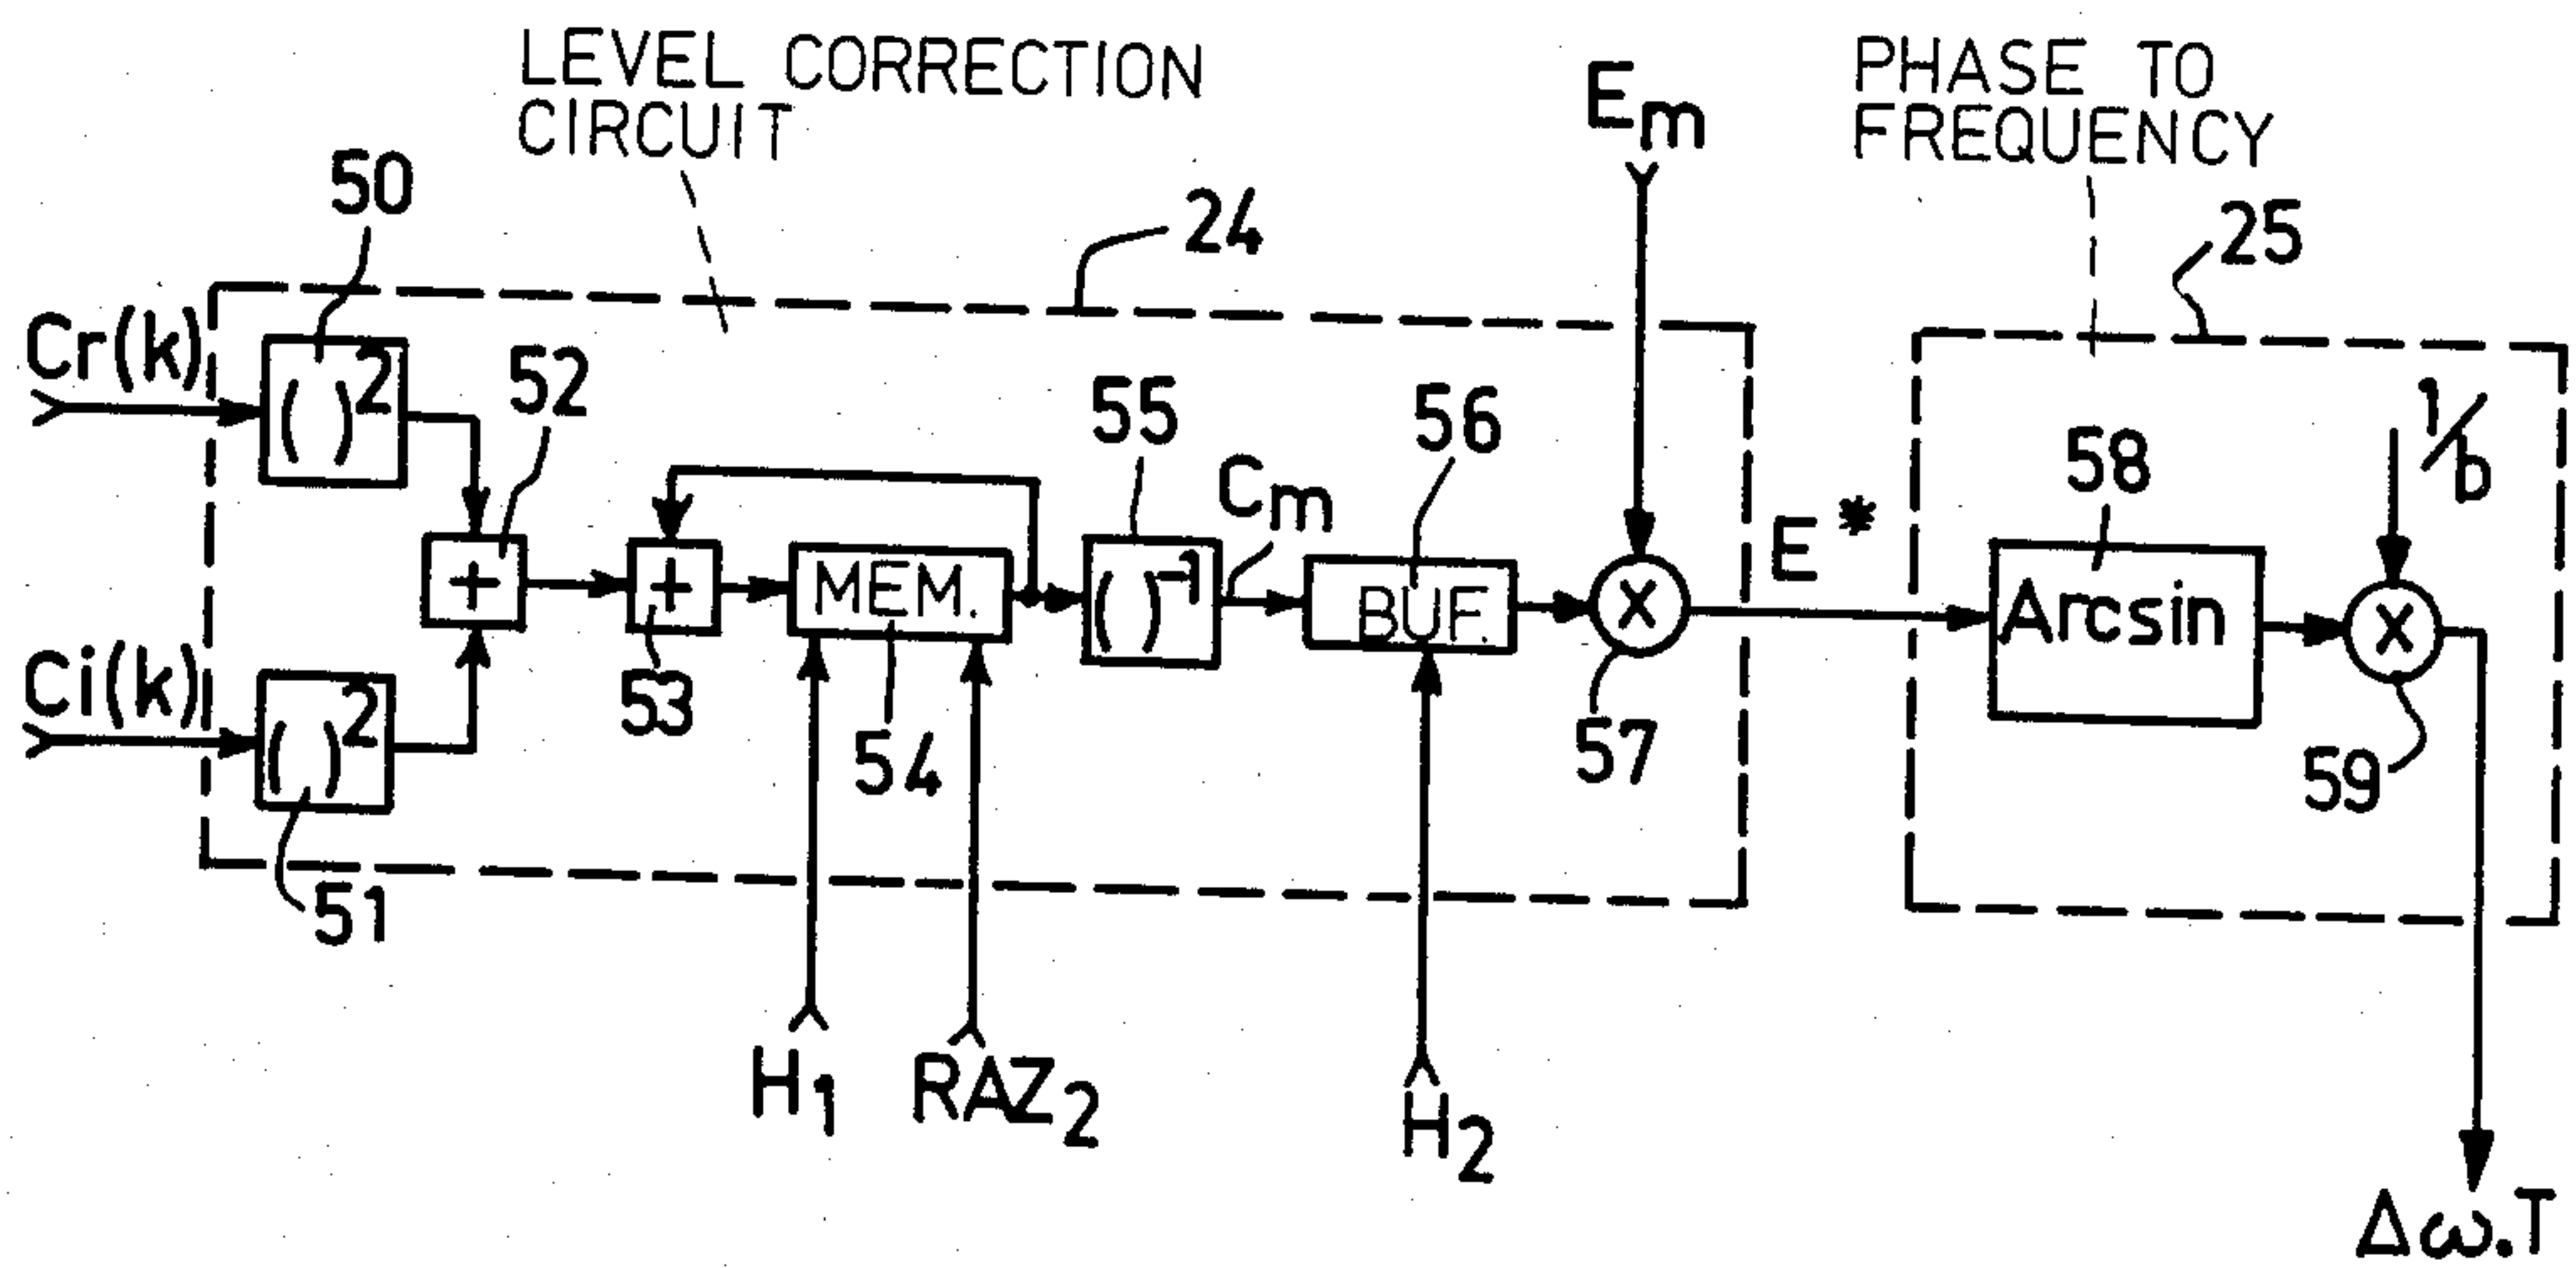 LEVEL CORRECTION
CIRCUIT
PHASE TO
FREQUENCY
Em
50
24
25
Cr(k)
( )²
52
55
Cm
56
E*
58
1/b
+
+
MEM.
( )⁻¹
BUF.
X
Arcsin
X
Ci(k)
( )²
53
54
57
59
51
H1
RAZ2
H2
Δω.T